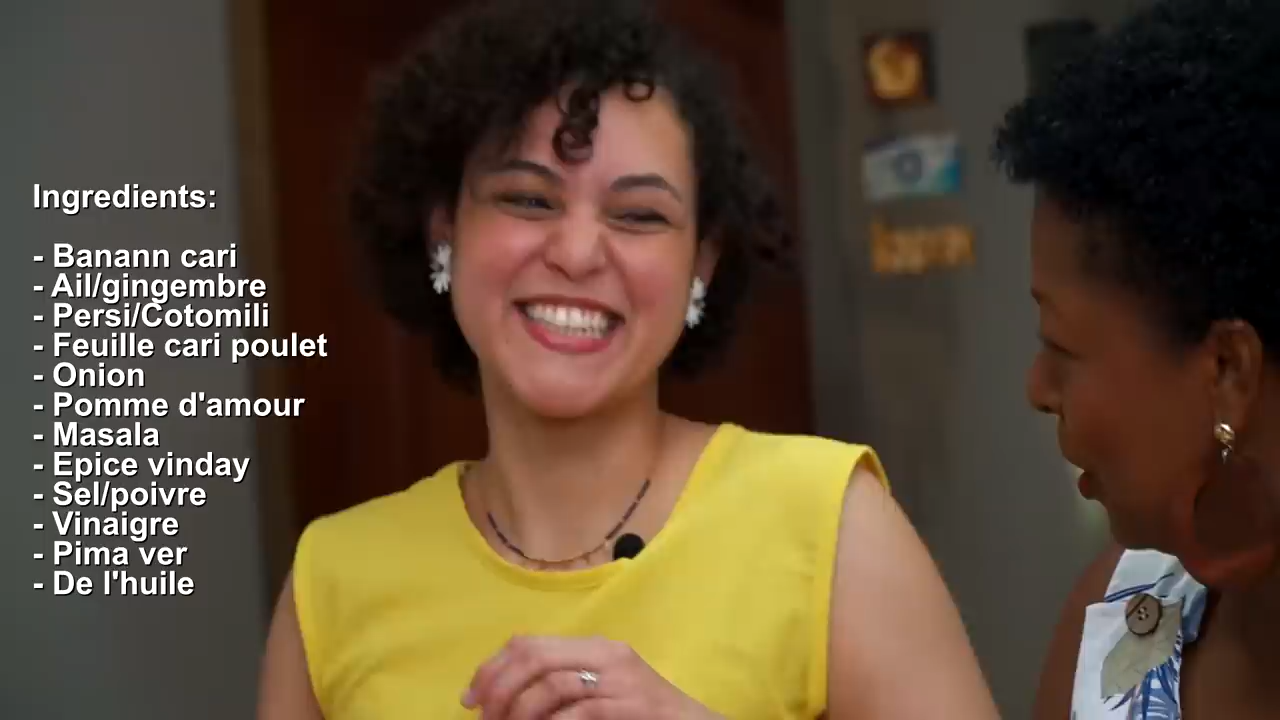 Ingredients:
- Banann cari
- Ail/gingembre
- Persi/Cotomili
- Feuille cari poulet
- Onion
- Pomme d'amour
- Masala
- Epice vinday
- Sel/poivre
- Vinaigre
- Pima ver
- De l'huile